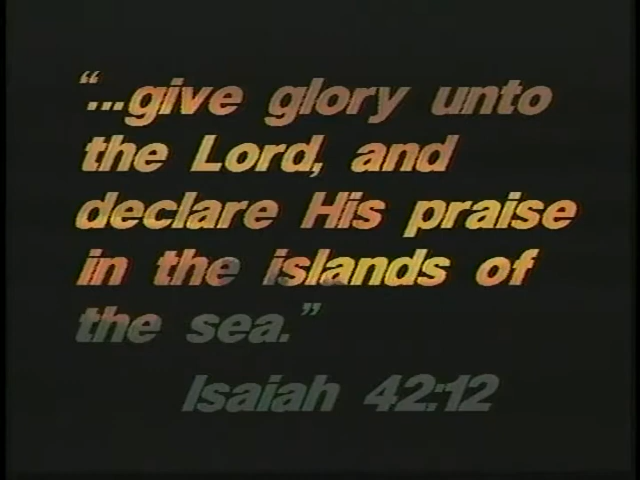 “...give glory unto
the Lord, and
declare His praise
in the islands of
the sea.”
Isaiah 42:12